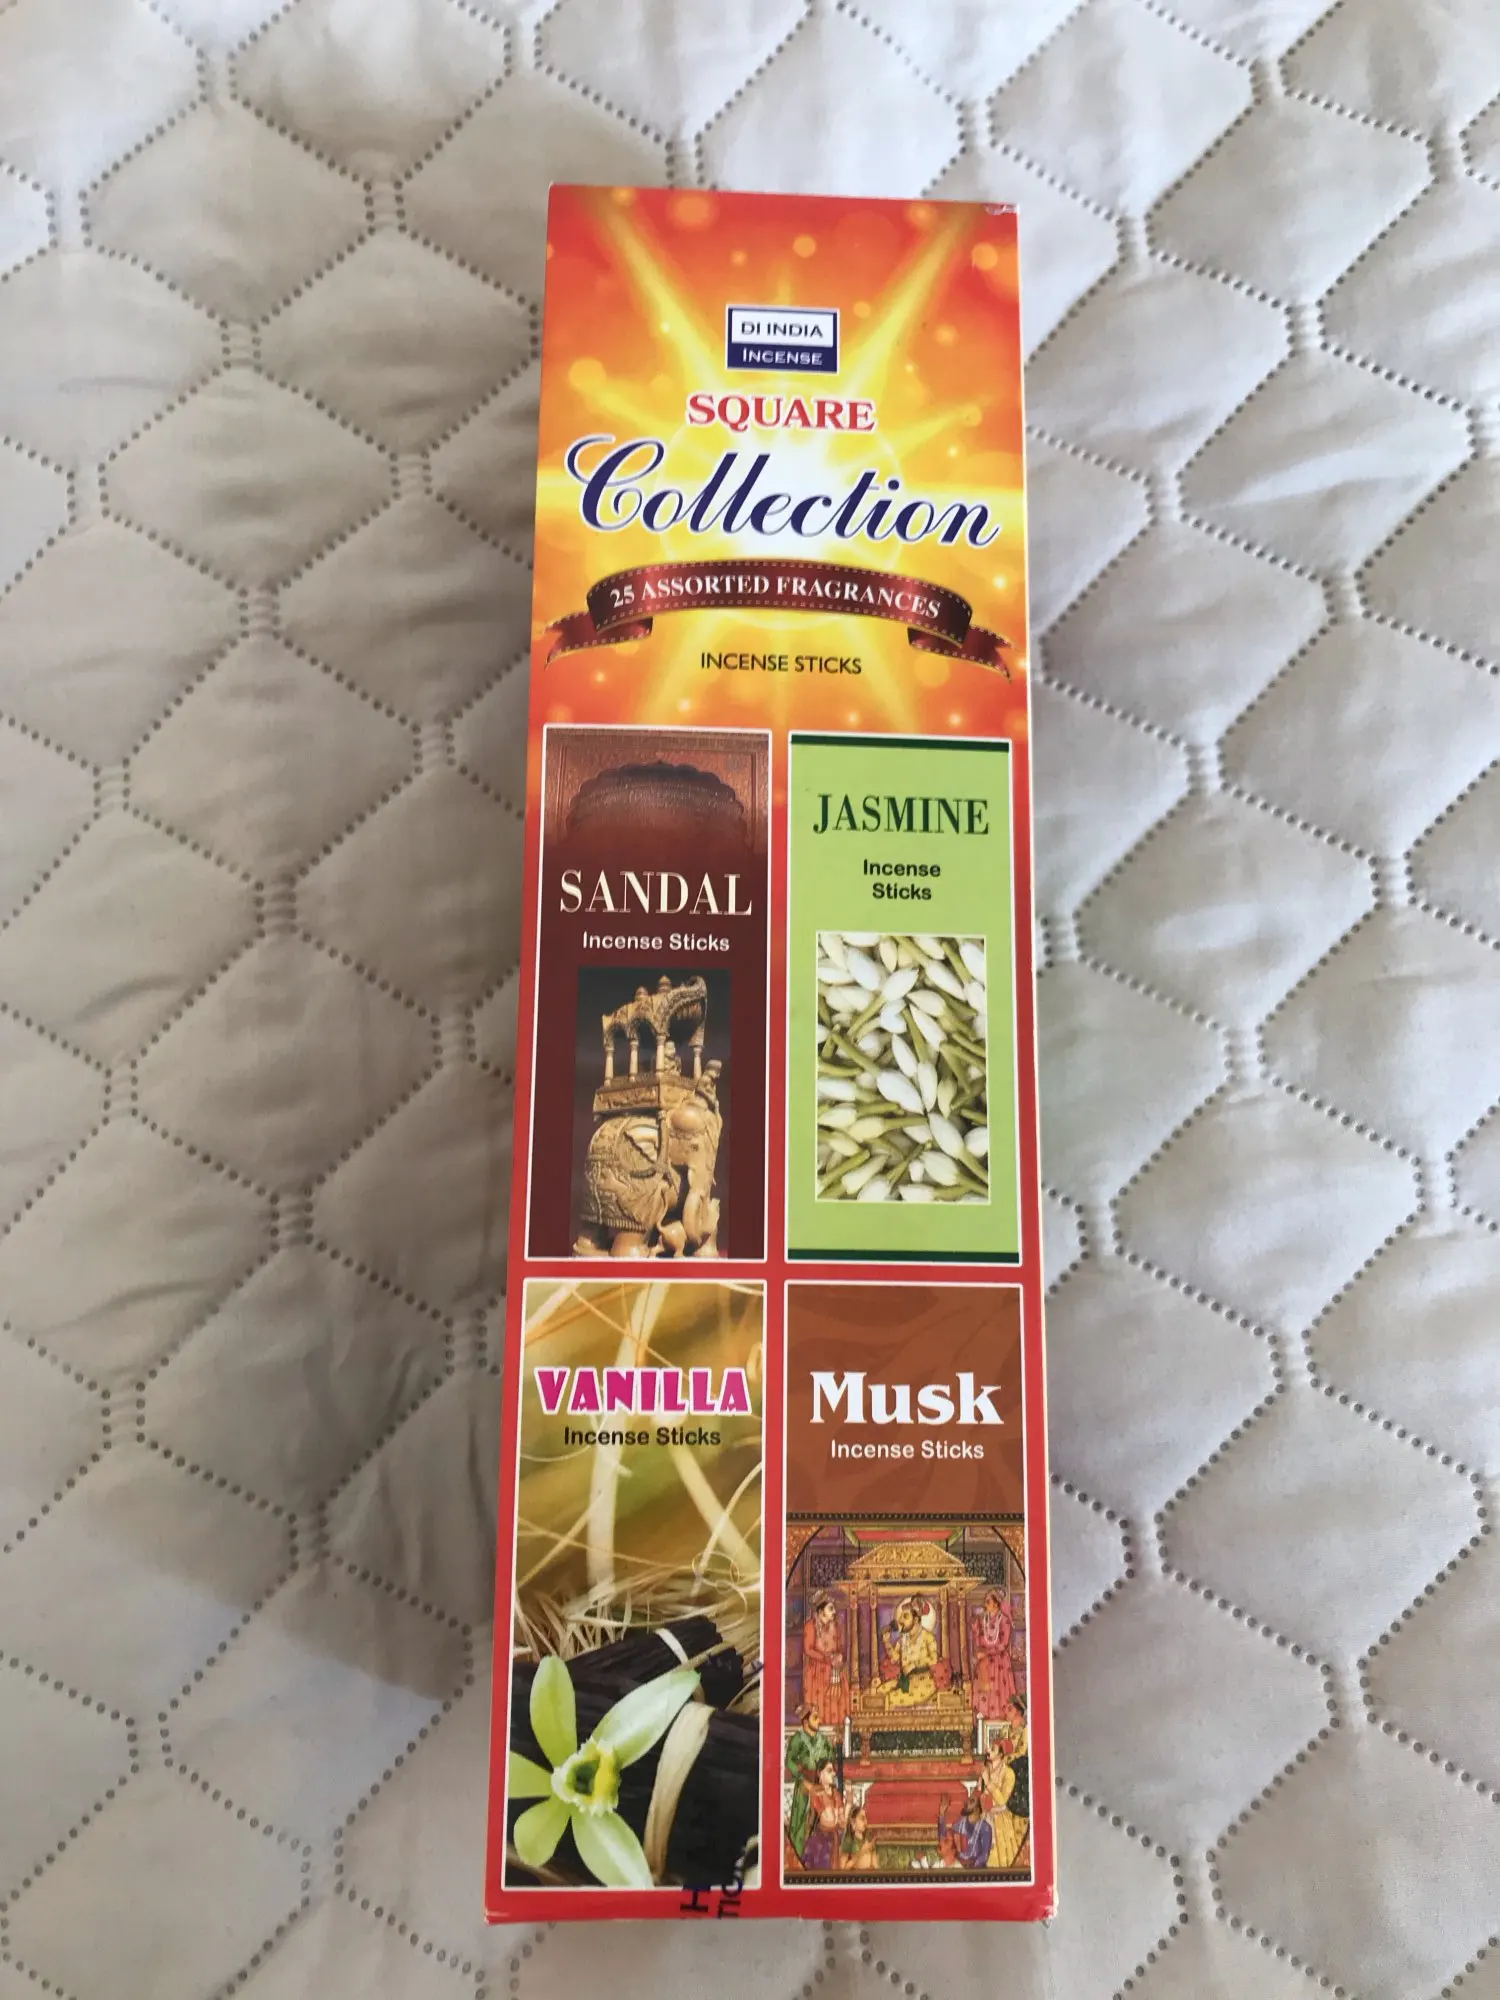 DI INDIA
INCENSE
SQUARE
Collection
25 ASSORTED FRAGRANCES
INCENSE STICKS
SANDAL
Incense Sticks
JASMINE
Incense
Sticks
VANILLA
Incense Sticks
Musk
Incense Sticks